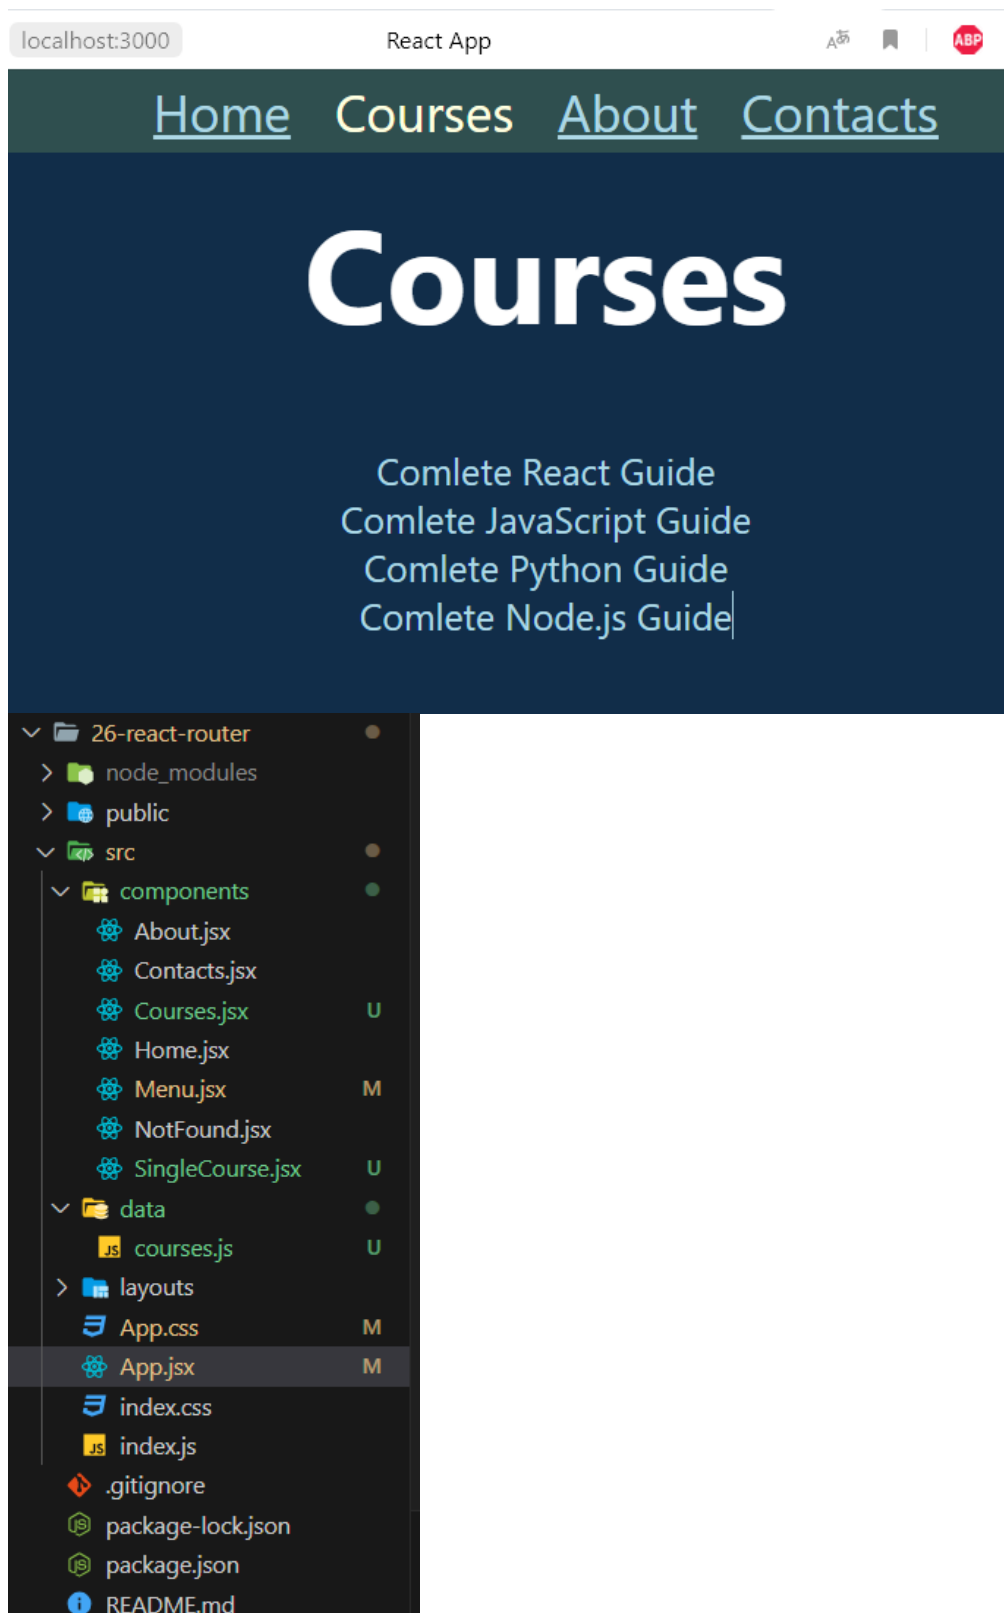 localhost:3000 React App Aあ ABP
Home Courses About Contacts
Courses
Comlete React Guide
Comlete JavaScript Guide
Comlete Python Guide
Comlete Node.js Guide
26-react-router
node_modules
public
src
components
About.jsx
Contacts.jsx
Courses.jsx U
Home.jsx
Menu.jsx M
NotFound.jsx
SingleCourse.jsx U
data
JS courses.js U
layouts
App.css M
App.jsx M
index.css
JS index.js
.gitignore
package-lock.json
package.json
README.md